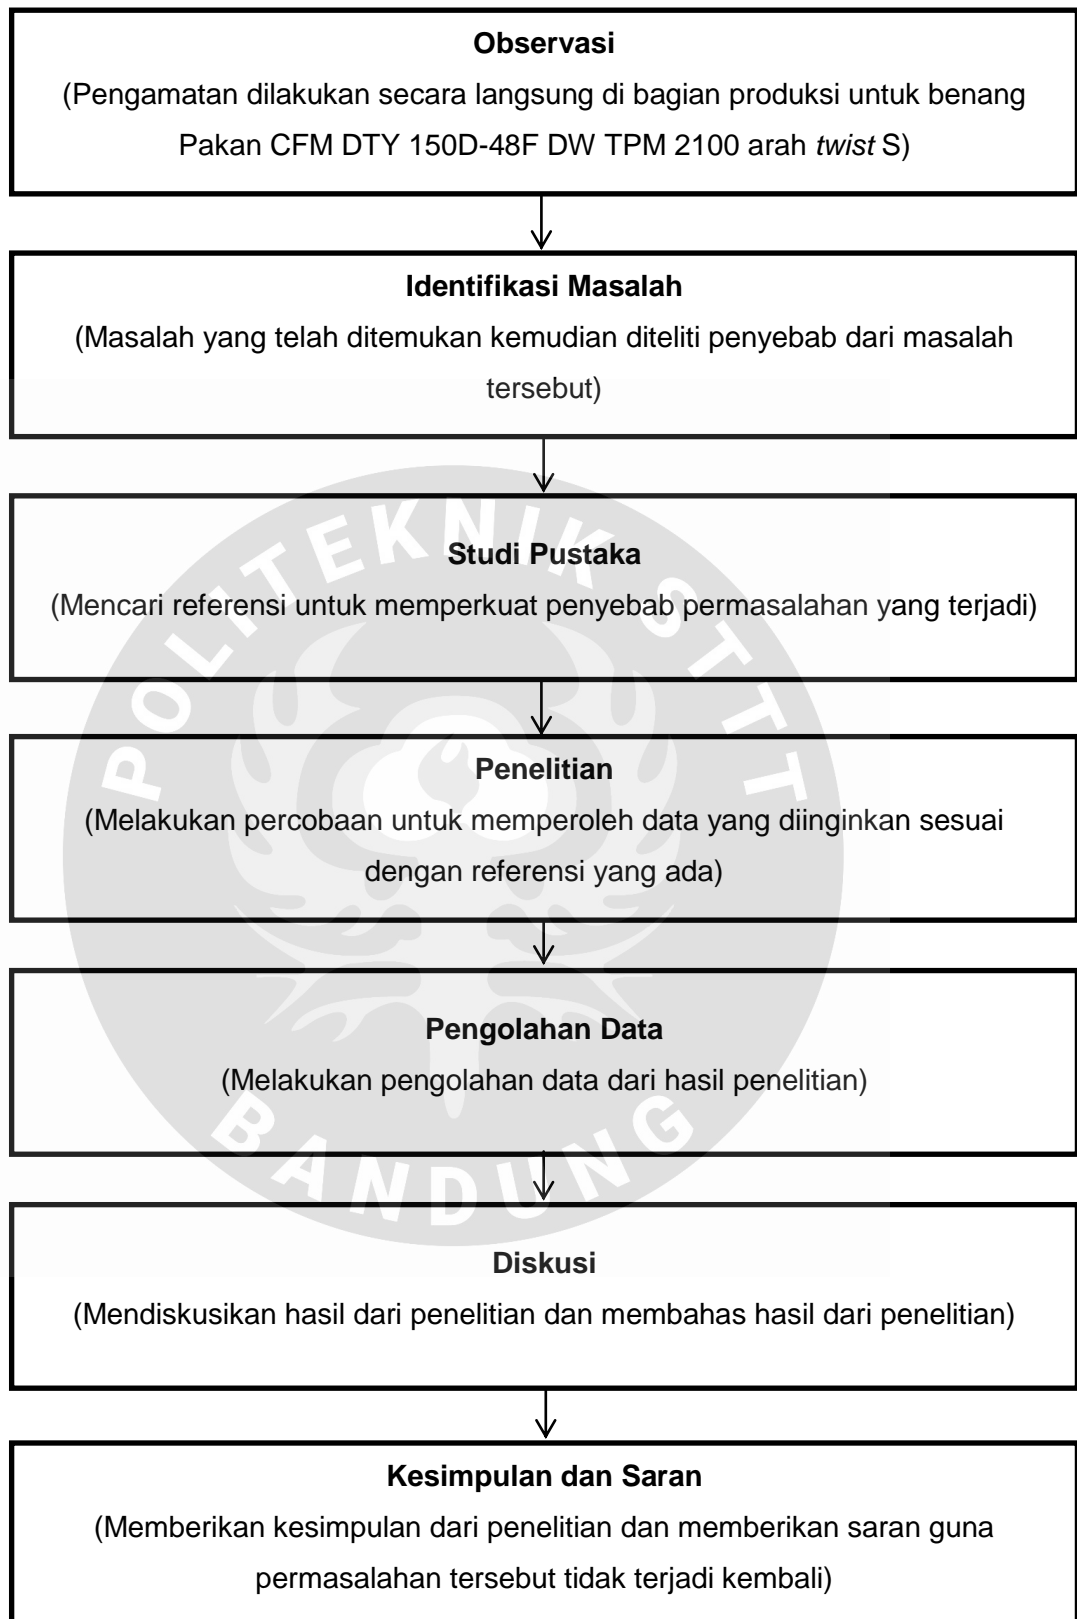 Observasi
(Pengamatan dilakukan secara langsung di bagian produksi untuk benang
Pakan CFM DTY 150D-48F DW TPM 2100 arah twist S)
Identifikasi Masalah
(Masalah yang telah ditemukan kemudian diteliti penyebab dari masalah
tersebut)
Studi Pustaka
(Mencari referensi untuk memperkuat penyebab permasalahan yang terjadi)
Penelitian
(Melakukan percobaan untuk memperoleh data yang diinginkan sesuai
dengan referensi yang ada)
Pengolahan Data
(Melakukan pengolahan data dari hasil penelitian)
Diskusi
(Mendiskusikan hasil dari penelitian dan membahas hasil dari penelitian)
Kesimpulan dan Saran
(Memberikan kesimpulan dari penelitian dan memberikan saran guna
permasalahan tersebut tidak terjadi kembali)
POLITEKNIK STTT
BANDUNG